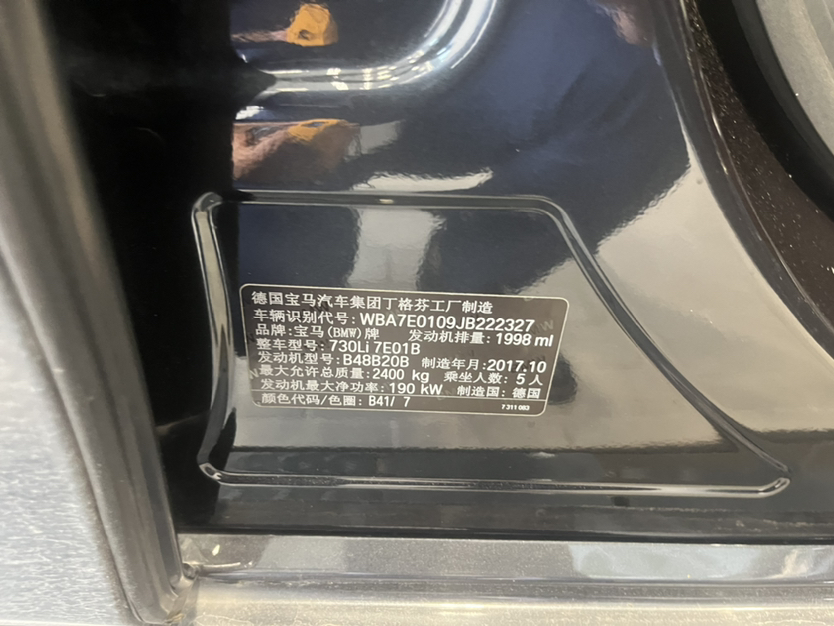 德国宝马汽车集团丁格芬工厂制造
车辆识别代号: WBA7E0109JB222327
品牌: 宝马(BMW)牌 发动机排量: 1998 ml
整车型号: 730Li 7E01B
发动机型号: B48B20B 制造年月: 2017.10
最大允许总质量: 2400 kg 乘坐人数: 5 人
发动机最大净功率: 190 kW 制造国: 德国
颜色代码/色圈: B41/ 7 7 311 083